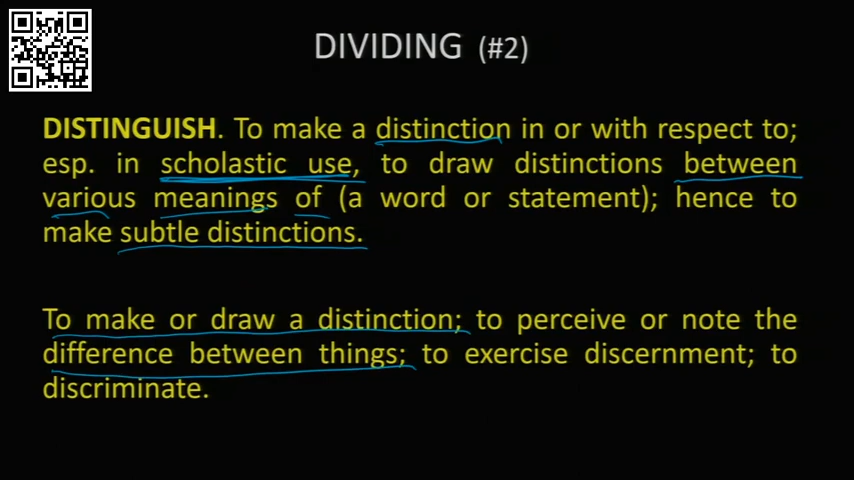 DIVIDING (#2)
DISTINGUISH. To make a distinction in or with respect to;
esp. in scholastic use, to draw distinctions between
various meanings of (a word or statement); hence to
make subtle distinctions.
To make or draw a distinction; to perceive or note the
difference between things; to exercise discernment; to
discriminate.